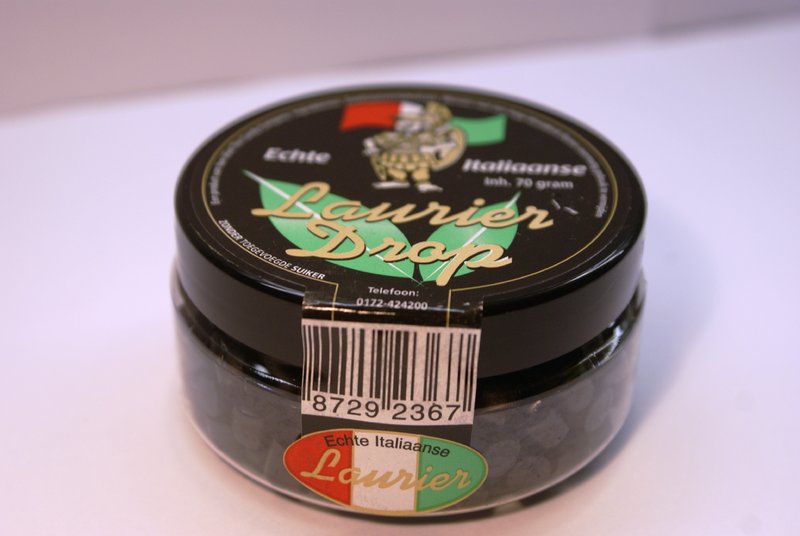 Echte Italiaanse
Inh. 70 gram
Laurier
Drop
ZONDER TOEGEVOEGDE SUIKER
Telefoon:
0172-424200
8729 2367
Echte Italiaanse
Laurier